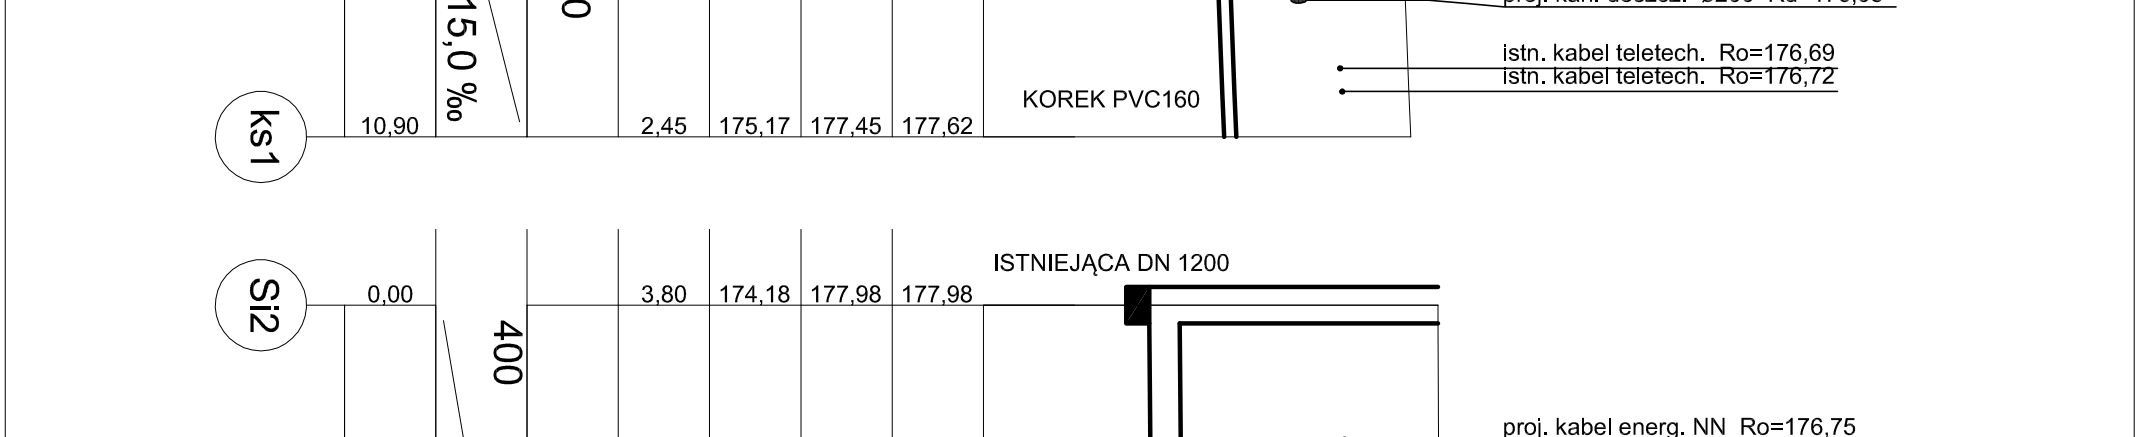 15,0 ‰
0
istn. kabel teletech. Ro=176,69
istn. kabel teletech. Ro=176,72
KOREK PVC160
ks1
10,90 2,45 175,17 177,45 177,62
ISTNIEJĄCA DN 1200
Si2
0,00 3,80 174,18 177,98 177,98
400
proj. kabel energ. NN Ro=176,75